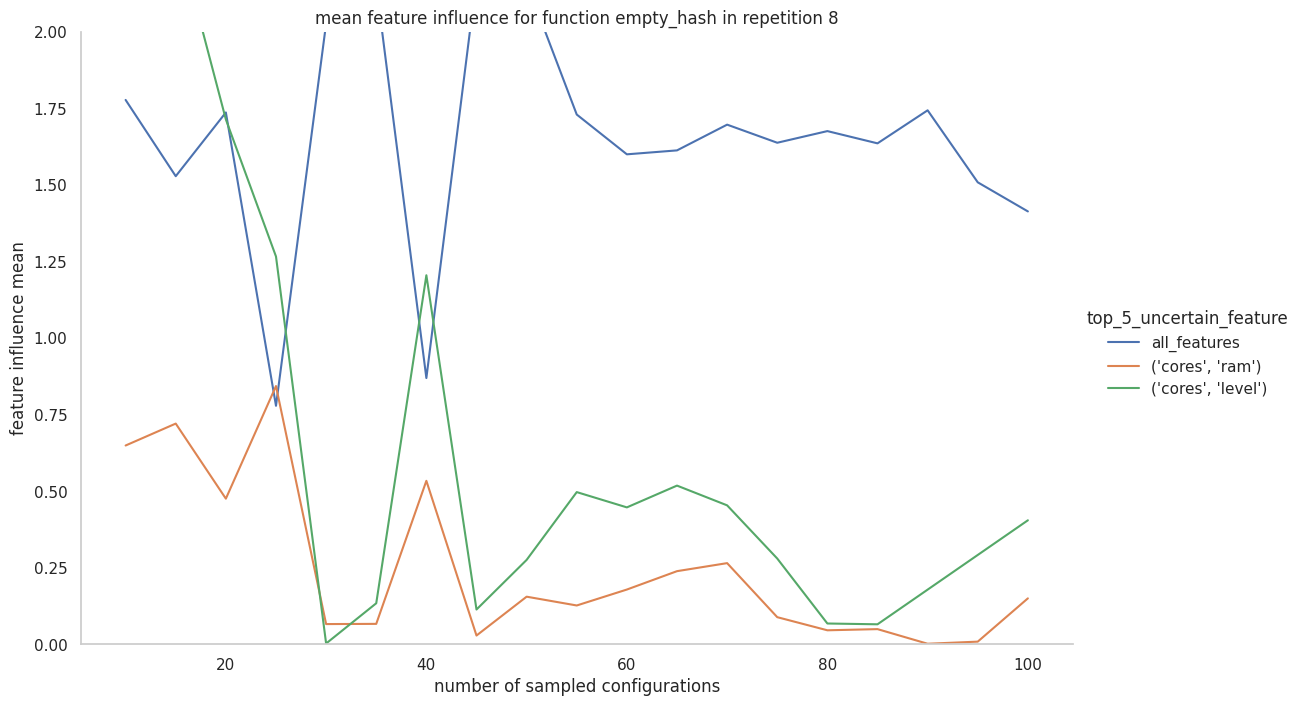 mean feature influence for function empty_hash in repetition 8
2.00
1.75
1.50
1.25
1.00
0.75
0.50
0.25
0.00
feature influence mean
20 40 60 80 100
number of sampled configurations
top_5_uncertain_feature
all_features
('cores', 'ram')
('cores', 'level')